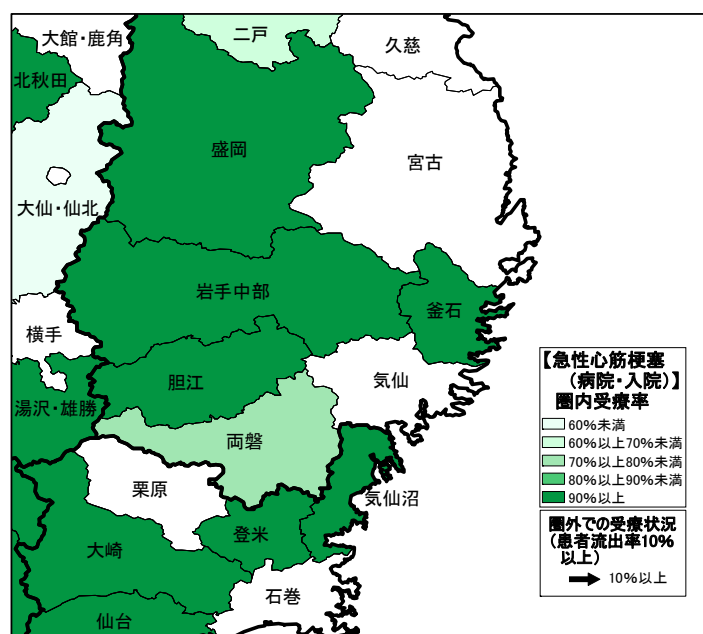 大館・鹿角
二戸
久慈
北秋田
盛岡
宮古
大仙・仙北
岩手中部
釜石
横手
胆江
気仙
湯沢・雄勝
両磐
栗原
気仙沼
登米
大崎
石巻
仙台
【急性心筋梗塞
（病院・入院）】
圏内受療率
60％未満
60％以上70％未満
70％以上80％未満
80％以上90％未満
90％以上
圏外での受療状況
（患者流出率10％
以上）
10％以上